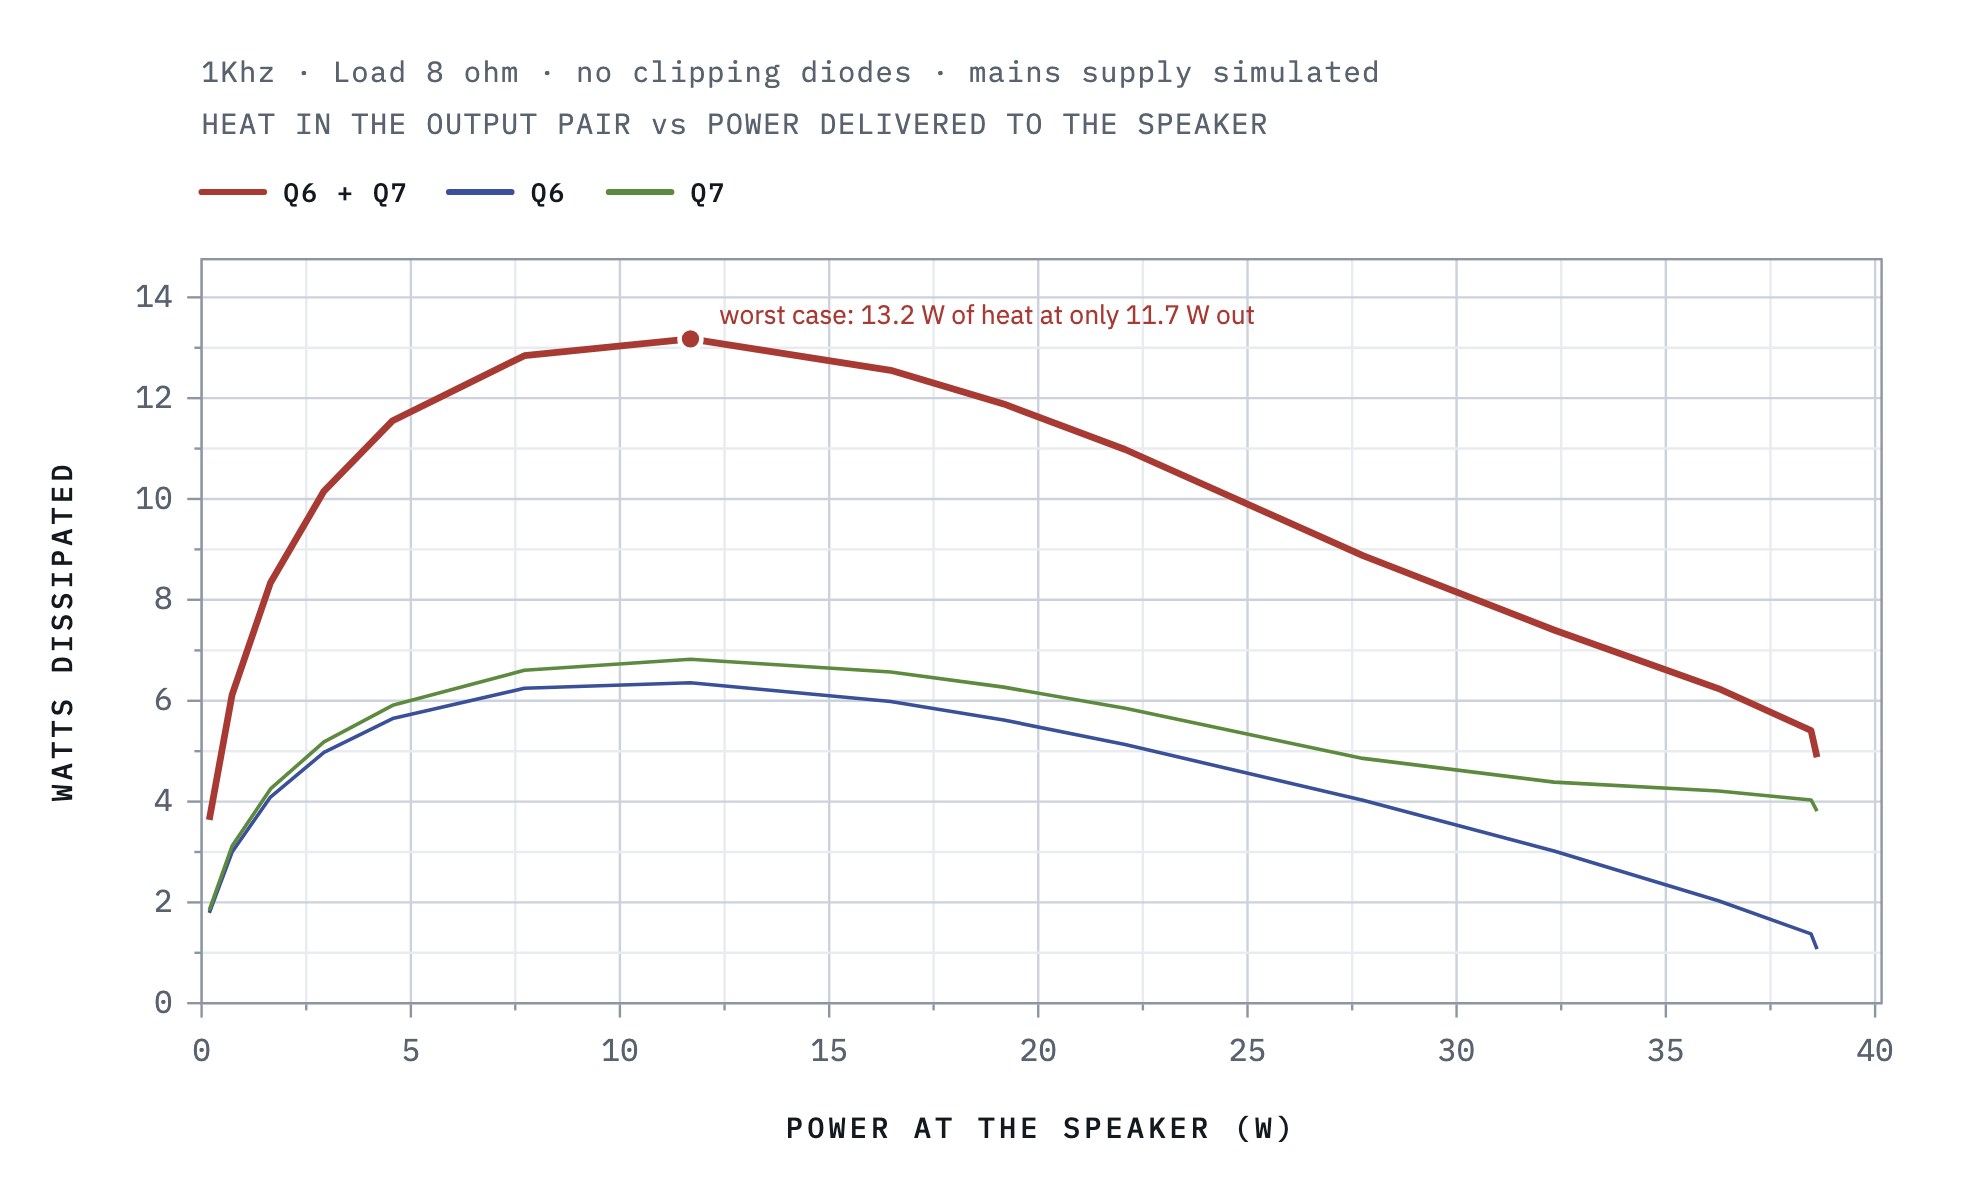 1Khz · Load 8 ohm · no clipping diodes · mains supply simulated
HEAT IN THE OUTPUT PAIR vs POWER DELIVERED TO THE SPEAKER
Q6 + Q7 Q6 Q7
worst case: 13.2 W of heat at only 11.7 W out
WATTS DISSIPATED
14
12
10
8
6
4
2
0
0 5 10 15 20 25 30 35 40
POWER AT THE SPEAKER (W)